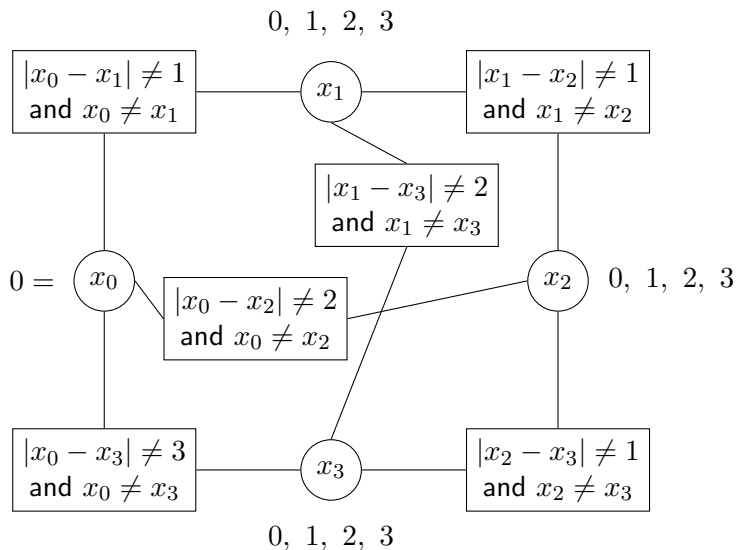 0, 1, 2, 3
|x₀ − x₁| ≠ 1
and x₀ ≠ x₁
x₁
|x₁ − x₂| ≠ 1
and x₁ ≠ x₂
|x₁ − x₃| ≠ 2
and x₁ ≠ x₃
0 = x₀
|x₀ − x₂| ≠ 2
and x₀ ≠ x₂
x₂ 0, 1, 2, 3
|x₀ − x₃| ≠ 3
and x₀ ≠ x₃
x₃
|x₂ − x₃| ≠ 1
and x₂ ≠ x₃
0, 1, 2, 3